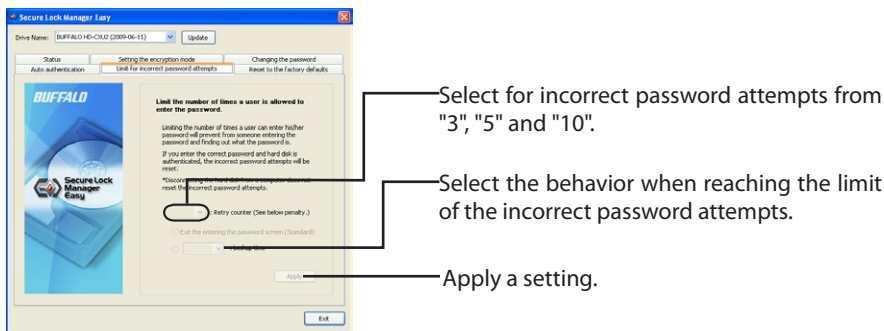 Secure Lock Manager Easy
Drive Name: BUFFALO HD-CXU2 (2009-06-11) Update
Status Setting the encryption mode Changing the password
Auto authentication Limit for incorrect password attempts Reset to the factory defaults
BUFFALO
Secure Lock
Manager
Easy
Limit the number of times a user is allowed to
enter the password.
Limiting the number of times a user can enter his/her
password will prevent from someone entering the
password and finding out what the password is.
If you enter the correct password and hard disk is
authenticated, the incorrect password attempts will be
reset.
the hard disk from a computer does not
reset the incorrect password attempts.
: Retry counter (See below penalty.)
Exit the entering the password screen (Standard)
Apply
Exit
Select for incorrect password attempts from
"3", "5" and "10".
Select the behavior when reaching the limit
of the incorrect password attempts.
Apply a setting.